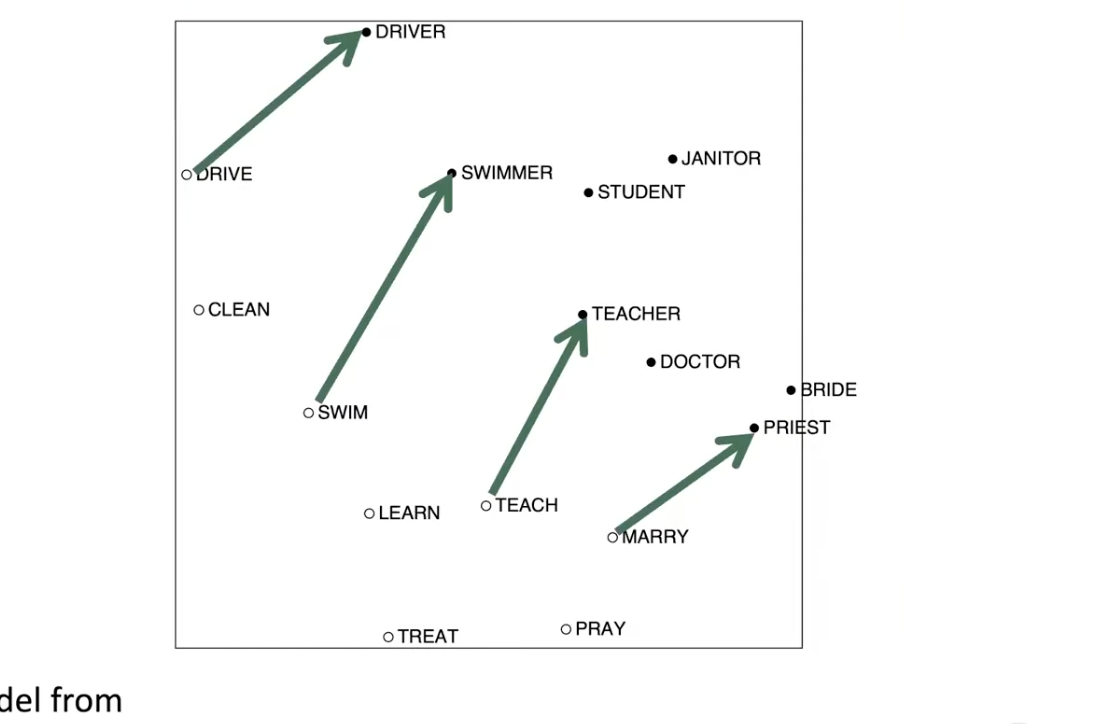 DRIVER
JANITOR
DRIVE
SWIMMER
STUDENT
CLEAN
TEACHER
DOCTOR
BRIDE
SWIM
PRIEST
LEARN
TEACH
MARRY
TREAT
PRAY
del from